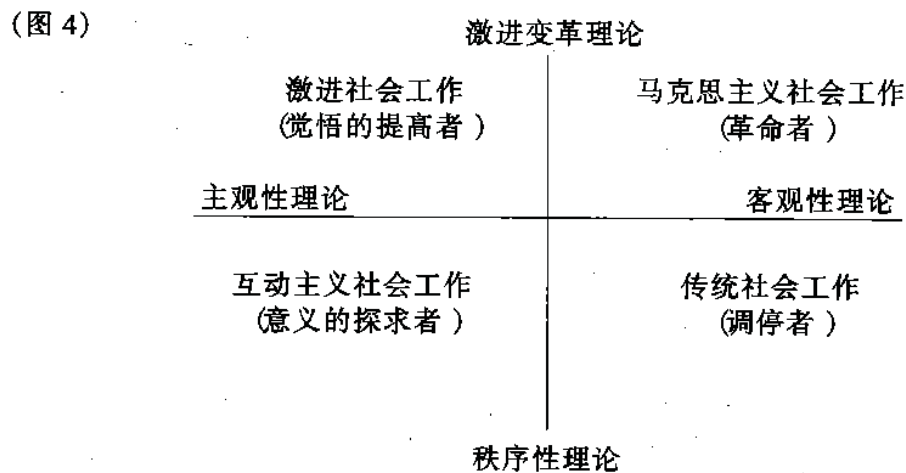 (图 4)
激进变革理论
激进社会工作
(觉悟的提高者)
马克思主义社会工作
(革命者)
主观性理论
客观性理论
互动主义社会工作
(意义的探求者)
传统社会工作
(调停者)
秩序性理论